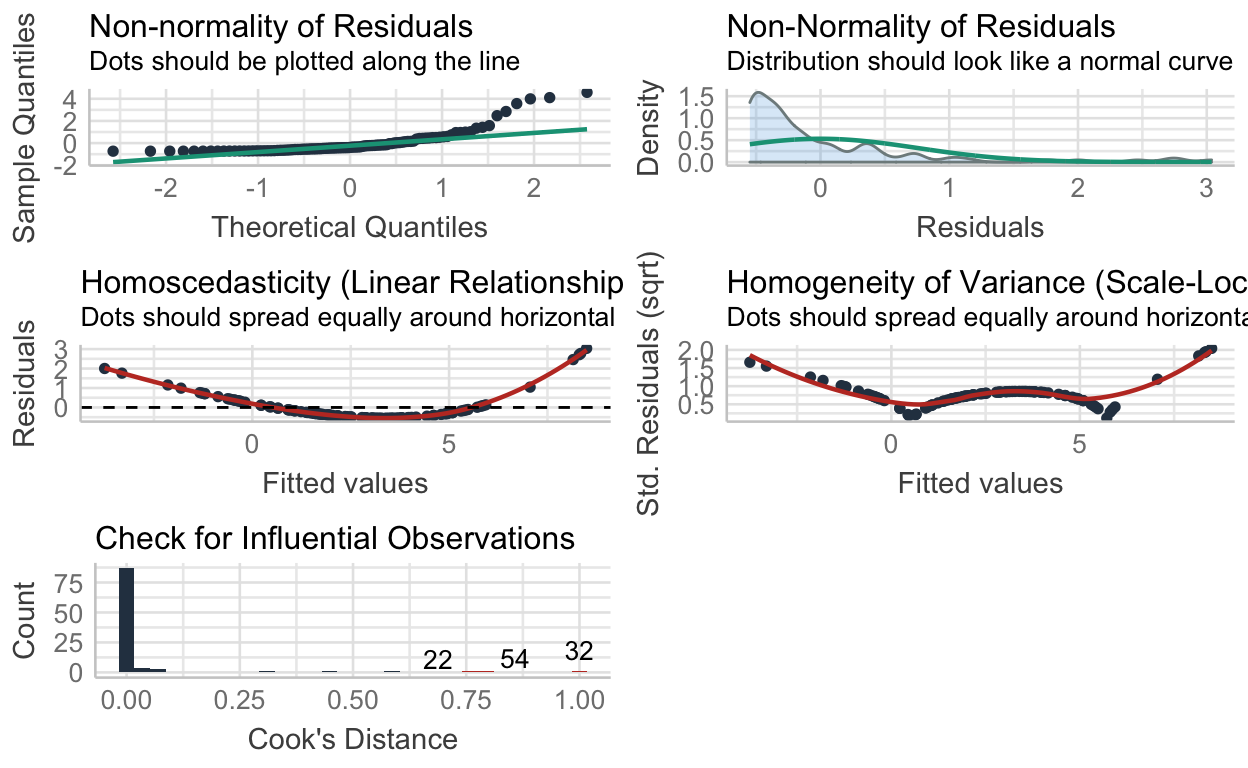 Non-normality of Residuals
Dots should be plotted along the line
Sample Quantiles
4
2
0
-2
-2 -1 0 1 2
Theoretical Quantiles
Non-Normality of Residuals
Distribution should look like a normal curve
Density
1.5
1.0
0.5
0.0
0 1 2 3
Residuals
Homoscedasticity (Linear Relationship
Dots should spread equally around horizontal
Residuals
3
2
1
0
0 5
Fitted values
Homogeneity of Variance (Scale-Loc
Dots should spread equally around horizonta
Std. Residuals (sqrt)
2.0
1.5
1.0
0.5
0 5
Fitted values
Check for Influential Observations
Count
75
50
25
0
22 54 32
0.00 0.25 0.50 0.75 1.00
Cook's Distance